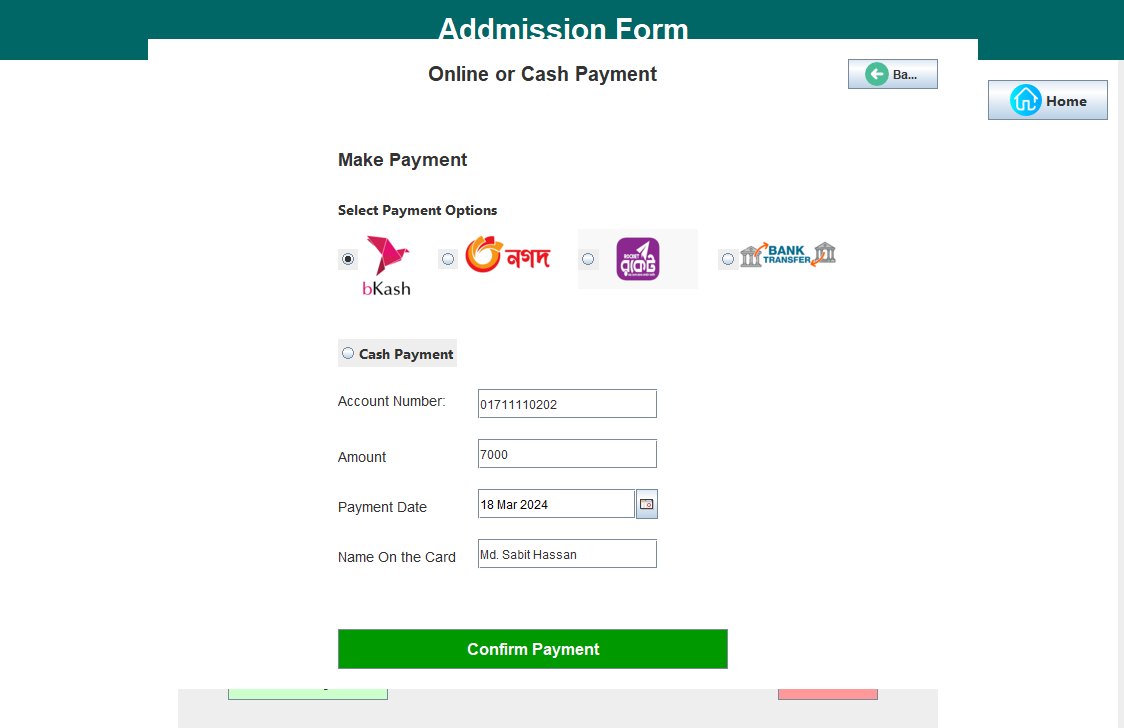 Addmission Form
Online or Cash Payment
Ba...
Home
Make Payment
Select Payment Options
bKash
নগদ
ROCKET
রকেট
BANK
TRANSFER
Cash Payment
Account Number:
01711110202
Amount
7000
Payment Date
18 Mar 2024
Name On the Card
Md. Sabit Hassan
Confirm Payment